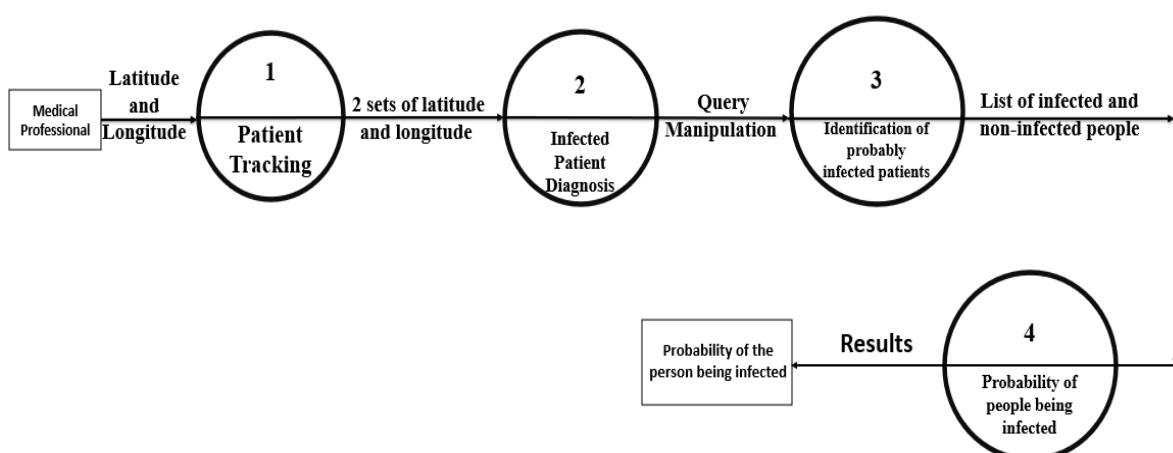 Medical
Professional
Latitude
and
Longitude
1
Patient
Tracking
2 sets of latitude
and longitude
2
Infected
Patient
Diagnosis
Query
Manipulation
3
Identification of
probably
infected patients
List of infected and
non-infected people
Probability of the
person being infected
Results
4
Probability of
people being
infected